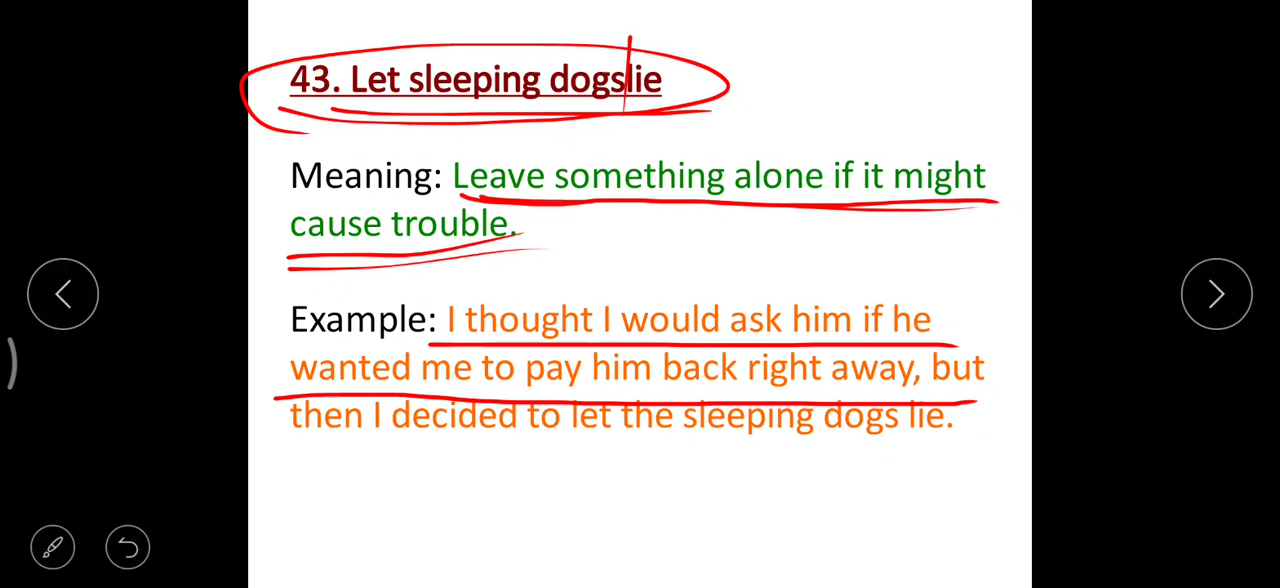 43. Let sleeping dogslie
Meaning: Leave something alone if it might
cause trouble.
Example: I thought I would ask him if he
wanted me to pay him back right away, but
then I decided to let the sleeping dogs lie.